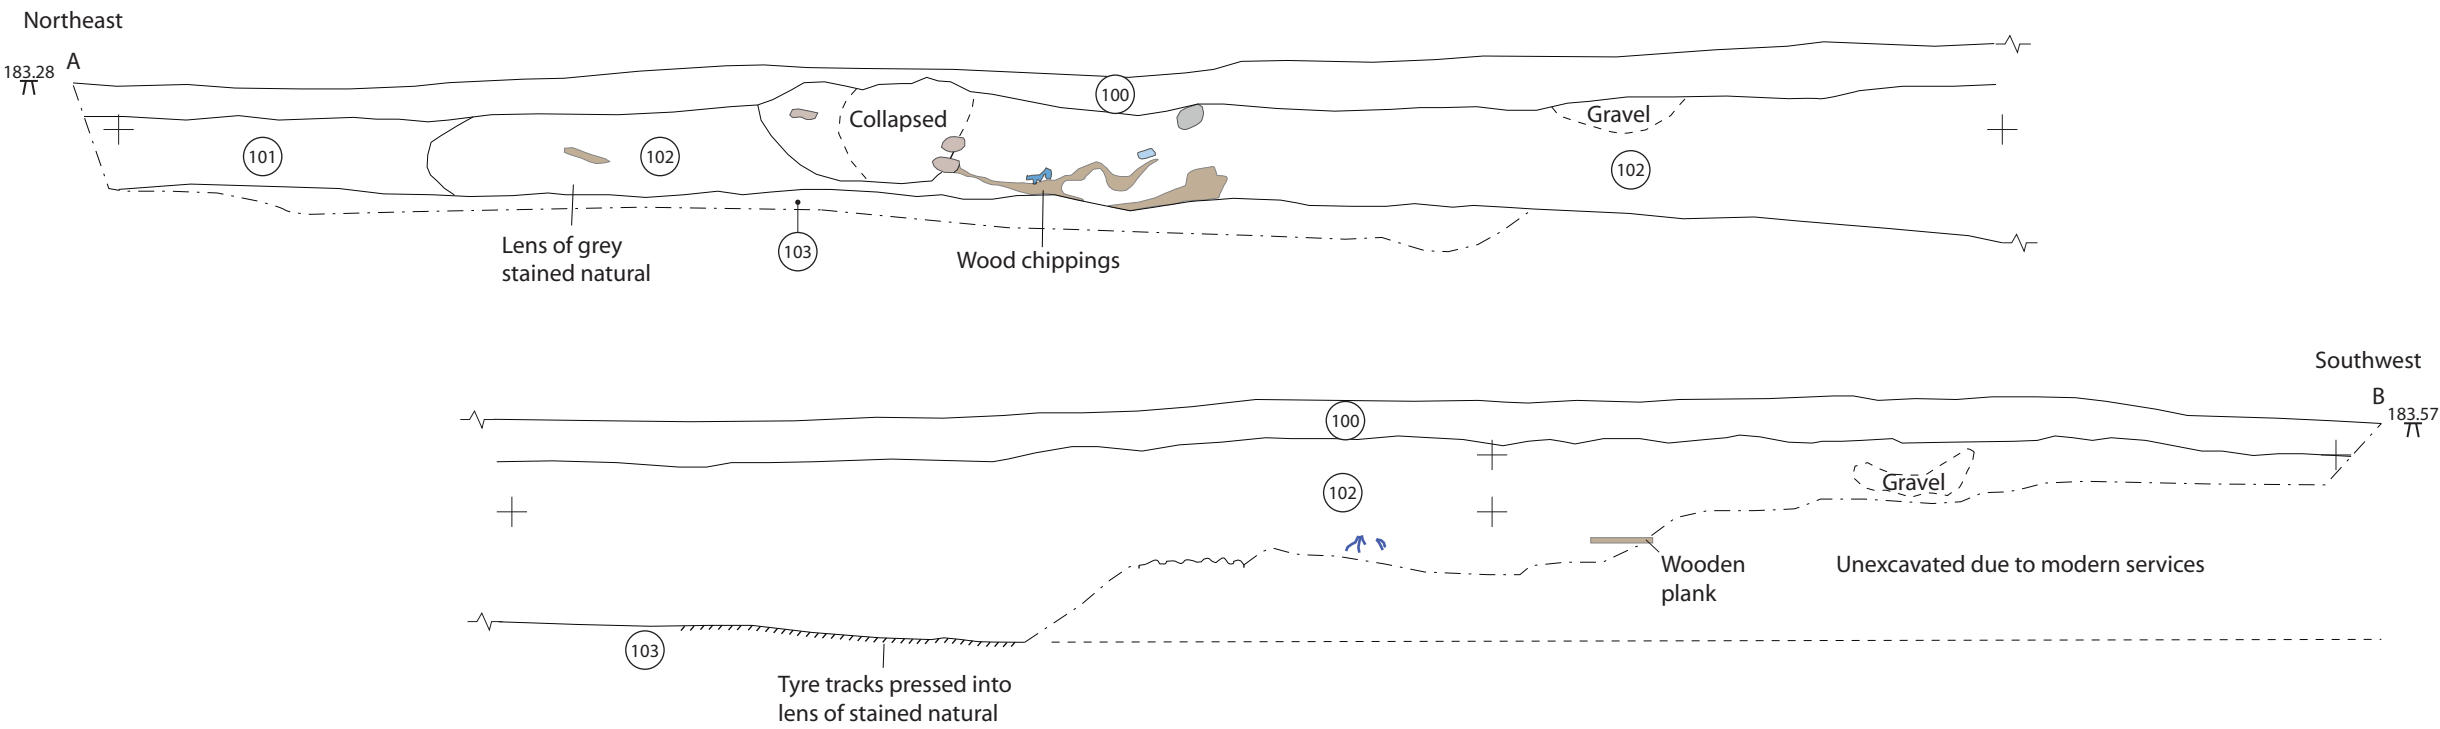 Northeast
A
183.28
100
Collapsed
Gravel
101
102
102
Lens of grey
stained natural
103
Wood chippings
Southwest
B
183.57
100
102
Gravel
Wooden
plank
Unexcavated due to modern services
103
Tyre tracks pressed into
lens of stained natural